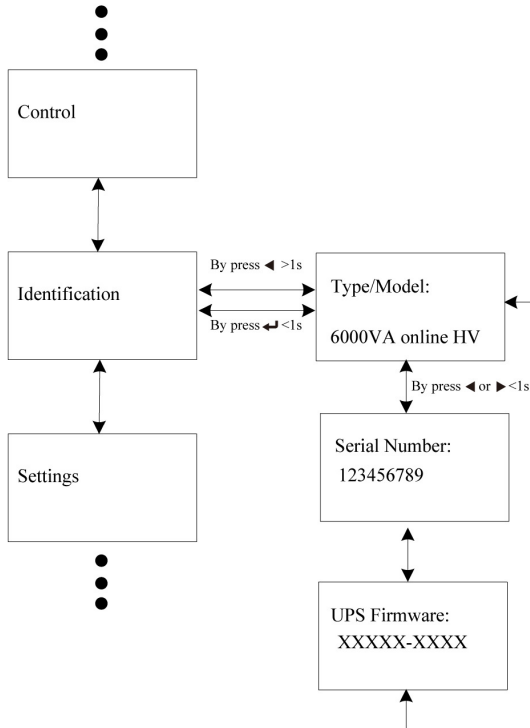 Control
Identification
By press ◀ >1s
By press ↵ <1s
Type/Model:
6000VA online HV
By press ◀ or ▶ <1s
Settings
Serial Number:
123456789
UPS Firmware:
XXXXX-XXXX